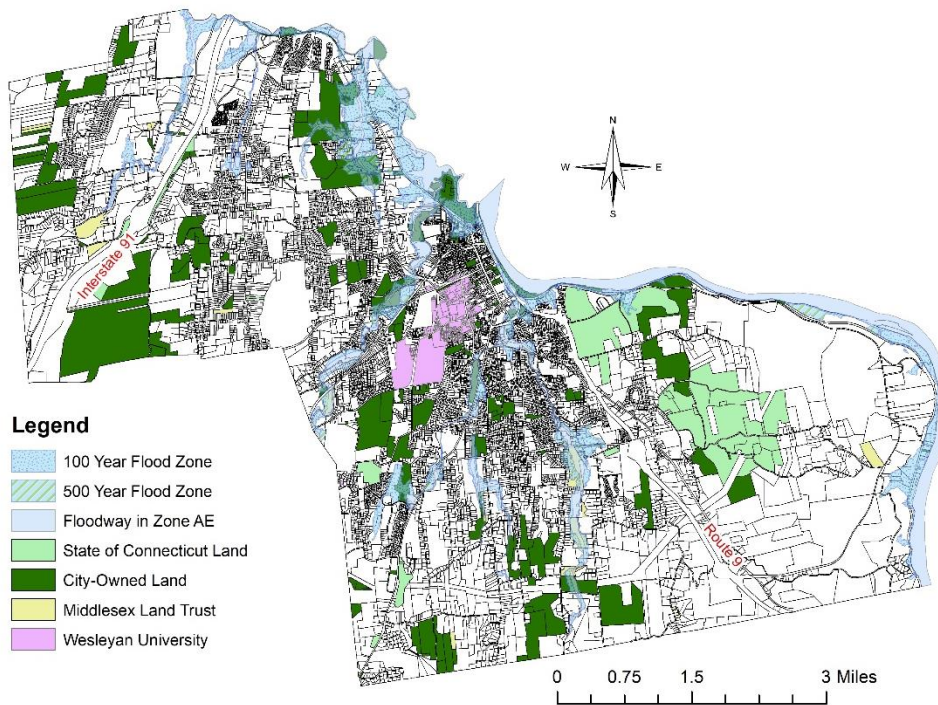 N
W E
S
Interstate 91
Route 9
Legend
100 Year Flood Zone
500 Year Flood Zone
Floodway in Zone AE
State of Connecticut Land
City-Owned Land
Middlesex Land Trust
Wesleyan University
0 0.75 1.5 3 Miles